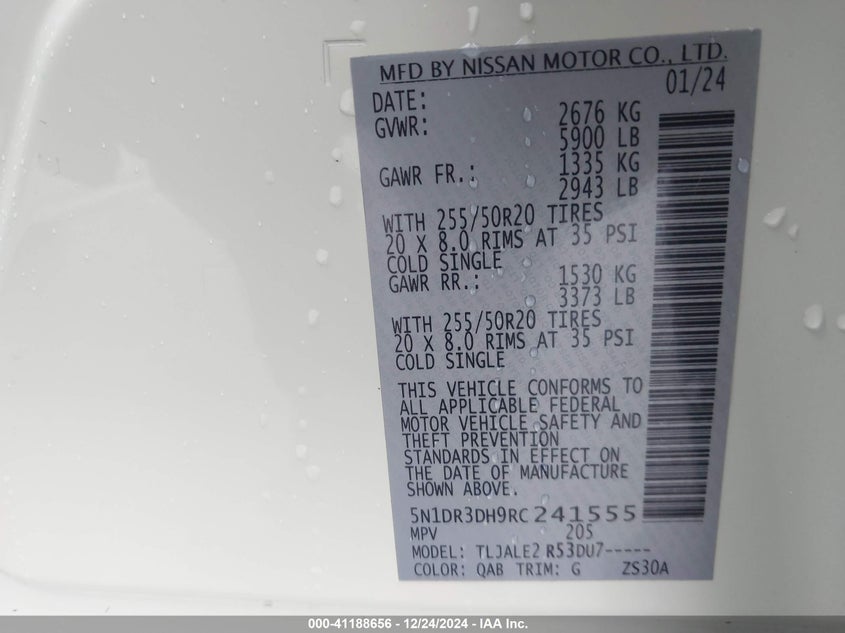 MFD BY NISSAN MOTOR CO., LTD.
DATE: 01/24
GVWR: 2676 KG
5900 LB
GAWR FR.: 1335 KG
2943 LB
WITH 255/50R20 TIRES
20 X 8.0 RIMS AT 35 PSI
COLD SINGLE
GAWR RR.: 1530 KG
3373 LB
WITH 255/50R20 TIRES
20 X 8.0 RIMS AT 35 PSI
COLD SINGLE
THIS VEHICLE CONFORMS TO
ALL APPLICABLE FEDERAL
MOTOR VEHICLE SAFETY AND
THEFT PREVENTION
STANDARDS IN EFFECT ON
THE DATE OF MANUFACTURE
SHOWN ABOVE.
5N1DR3DH9RC241555
MPV 205
MODEL: TLJALE2 R53DU7-----
COLOR: QAB TRIM: G ZS30A
000-41188656 - 12/24/2024 - IAA Inc.